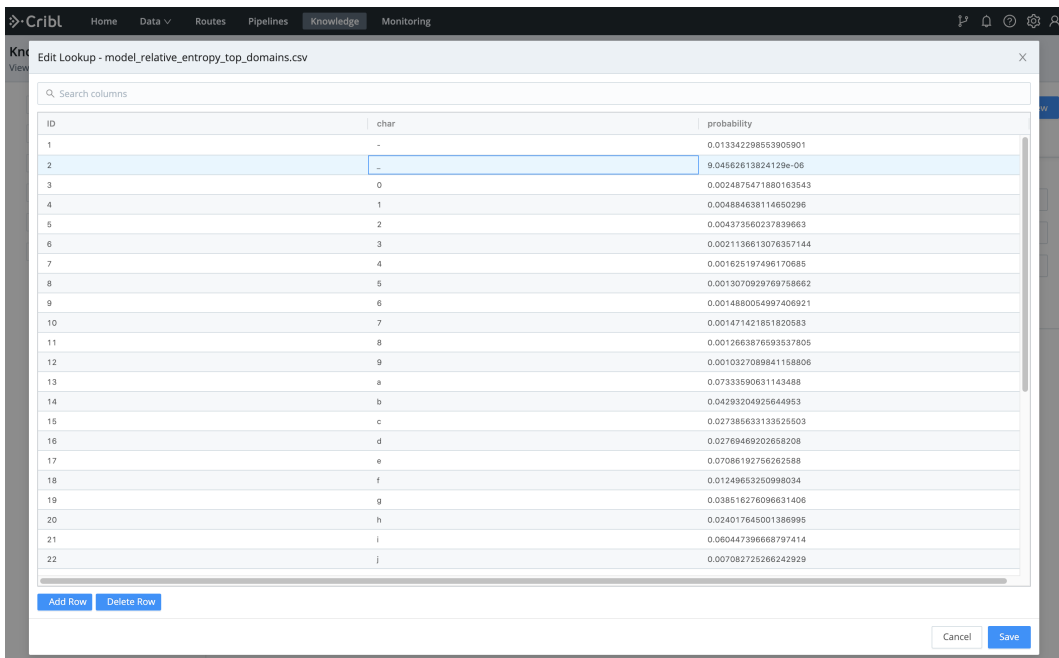 Cribl Home Data Routes Pipelines Knowledge Monitoring
Edit Lookup - model_relative_entropy_top_domains.csv
View
Search columns
ID char probability
1 - 0.013342298553905901
2 _ 9.04562613824129e-06
3 0 0.0024875471880163543
4 1 0.004884638114650296
5 2 0.004373560237839663
6 3 0.0021136613076357144
7 4 0.001625197496170685
8 5 0.0013070929769758662
9 6 0.0014880054997406921
10 7 0.001471421851820583
11 8 0.0012663876593537805
12 9 0.0010327089841158806
13 a 0.07333590631143488
14 b 0.04293204925644953
15 c 0.027385633133525503
16 d 0.02769469202658208
17 e 0.07086192756262588
18 f 0.01249653250998034
19 g 0.038516276096631406
20 h 0.024017645001386995
21 i 0.060447396668797414
22 j 0.007082725266242929
Add Row Delete Row
Cancel Save